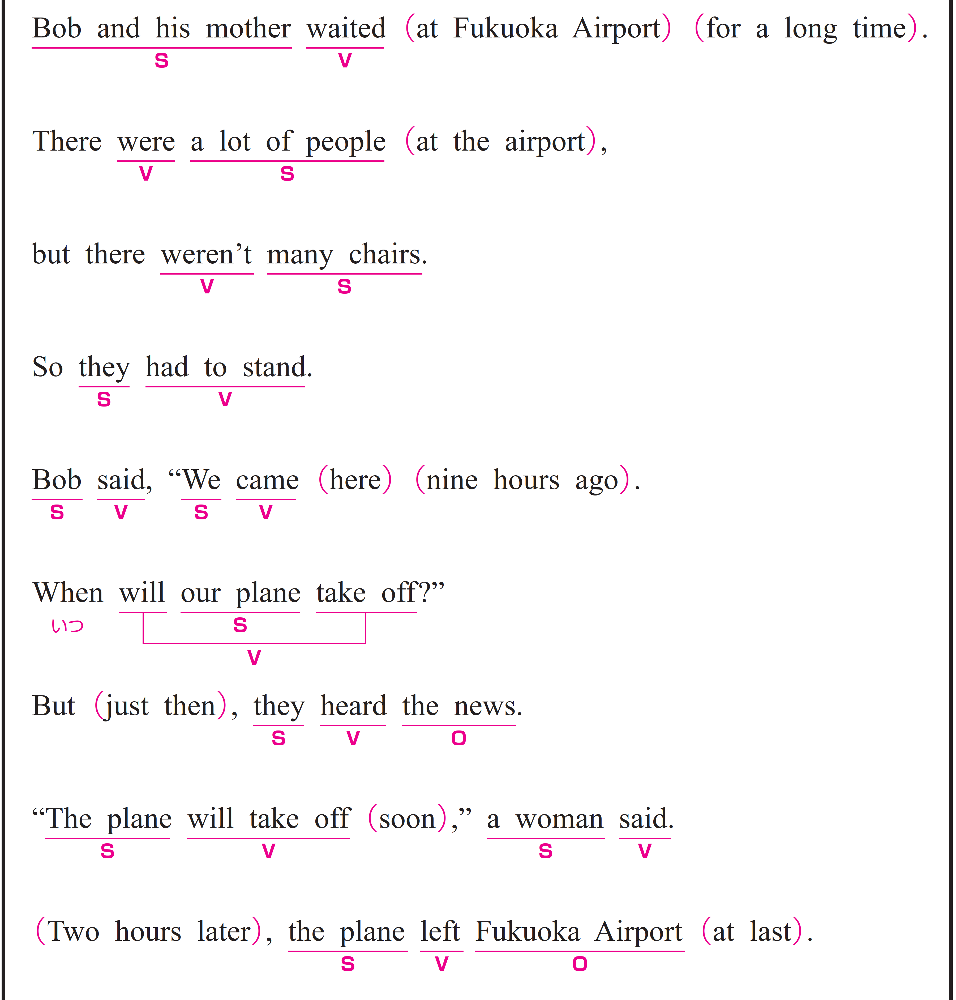 Bob and his mother waited (at Fukuoka Airport) (for a long time).
S V
There were a lot of people (at the airport),
V S
but there weren’t many chairs.
V S
So they had to stand.
S V
Bob said, “We came (here) (nine hours ago).
S V S V
When will our plane take off?”
いつ S
V
But (just then), they heard the news.
S V O
“The plane will take off (soon),” a woman said.
S V S V
(Two hours later), the plane left Fukuoka Airport (at last).
S V O